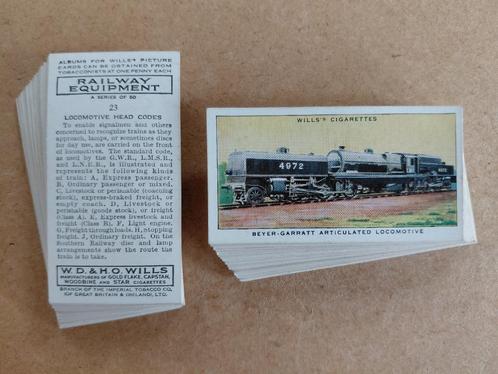 ALBUMS FOR WILLS'S PICTURE
CARDS CAN BE OBTAINED FROM
TOBACCONISTS AT ONE PENNY EACH
RAILWAY
EQUIPMENT
A SERIES OF 50
23
LOCOMOTIVE HEAD CODES
To enable signalmen and others
concerned to recognize trains as they
approach, lamps, or sometimes discs
for day use, are carried on the front
of locomotives. The standard code,
as used by the G.W.R., L.M.S.R.,
and L.N.E.R., is illustrated and
represents the following kinds
of train: A, Express passenger.
B, Ordinary passenger or mixed.
C, Livestock or perishable (coaching
stock), express-braked freight, or
empty coach. D, Livestock or
perishable (goods stock), or freight
(Class A). E, Express livestock and
freight (Class B). F, Light engine.
G, Freight through loads. H, stopping
freight. J, Ordinary freight. On the
Southern Railway disc and lamp
arrangements show the route the
train is to take.
W.D. & H.O. WILLS
MANUFACTURERS OF GOLD FLAKE, CAPSTAN,
WOODBINE AND STAR CIGARETTES
BRANCH OF THE IMPERIAL TOBACCO CO.
(OF GREAT BRITAIN & IRELAND), LTD.
WILLS'S CIGARETTES
4972
BEYER-GARRATT ARTICULATED LOCOMOTIVE